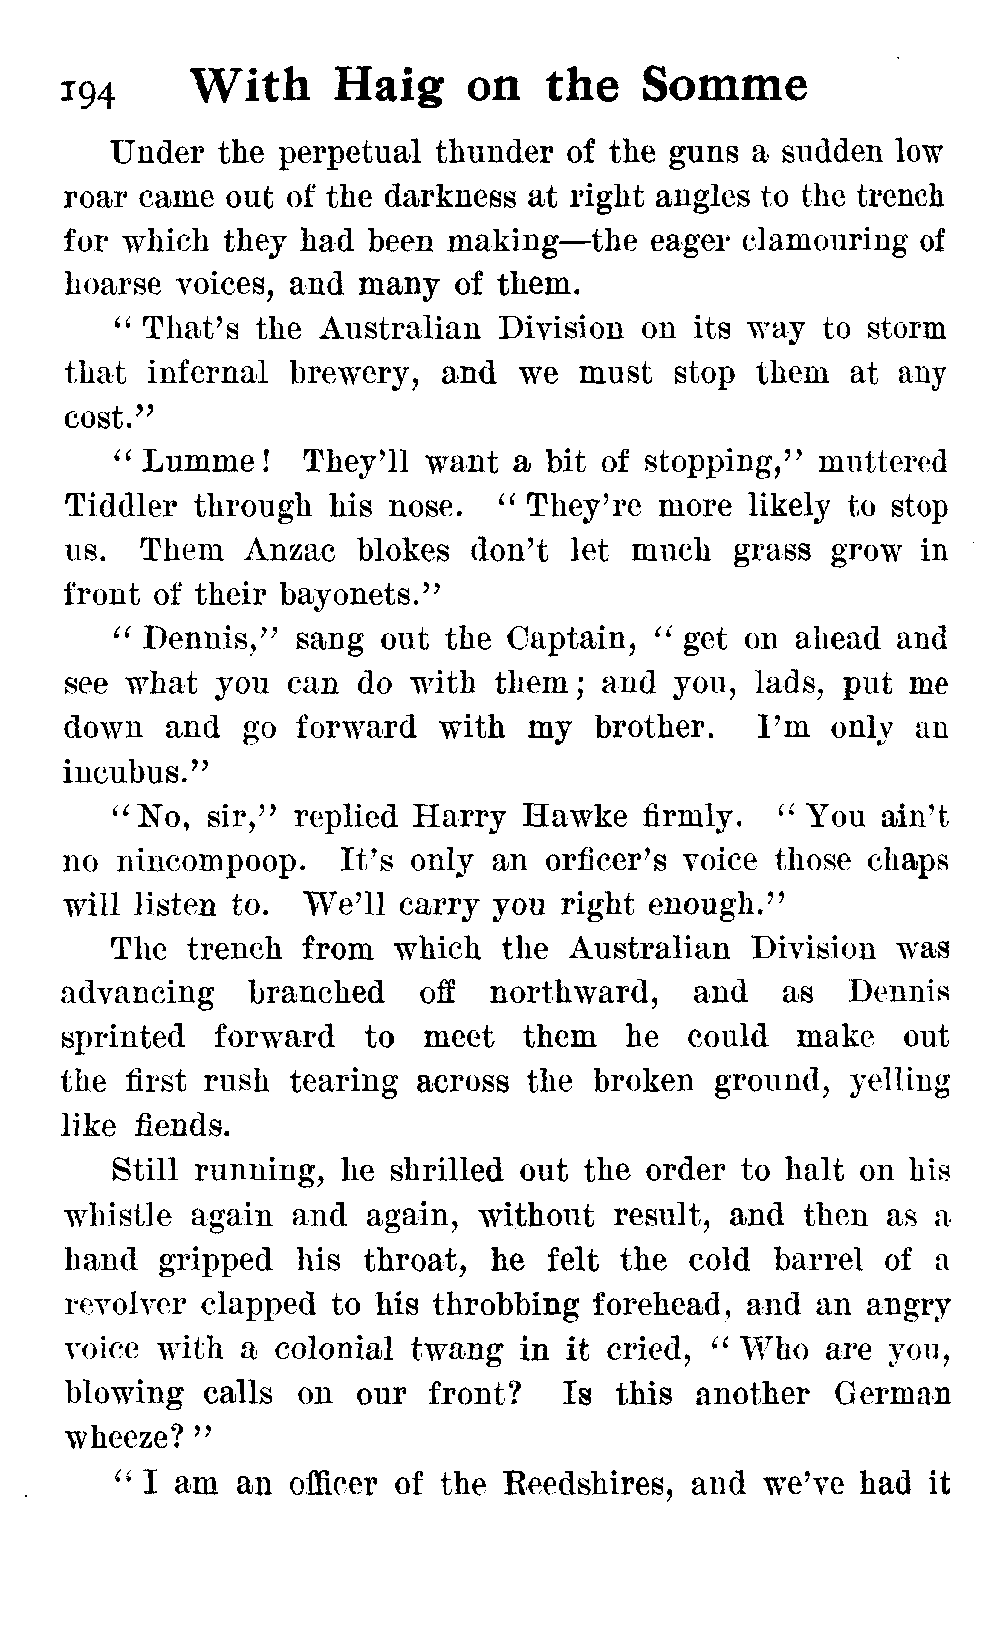 194 With Haig on the Somme
Under the perpetual thunder of the guns a sudden low
roar came out of the darkness at right angles to the trench
for which they had been making—the eager clamouring of
hoarse voices, and many of them.
“ That’s the Australian Division on its way to storm
that infernal brewery, and we must stop them at any
cost.”
“ Lumme! They’ll want a bit of stopping,” muttered
Tiddler through his nose. “ They’re more likely to stop
us. Them Anzac blokes don’t let much grass grow in
front of their bayonets.”
“ Dennis,” sang out the Captain, “ get on ahead and
see what you can do with them; and you, lads, put me
down and go forward with my brother. I’m only an
incubus.”
“ No, sir,” replied Harry Hawke firmly. “ You ain’t
no nincompoop. It’s only an orficer’s voice those chaps
will listen to. We’ll carry you right enough.”
The trench from which the Australian Division was
advancing branched off northward, and as Dennis
sprinted forward to meet them he could make out
the first rush tearing across the broken ground, yelling
like fiends.
Still running, he shrilled out the order to halt on his
whistle again and again, without result, and then as a
hand gripped his throat, he felt the cold barrel of a
revolver clapped to his throbbing forehead, and an angry
voice with a colonial twang in it cried, “ Who are you,
blowing calls on our front? Is this another German
wheeze? ”
“ I am an officer of the Reedshires, and we’ve had it